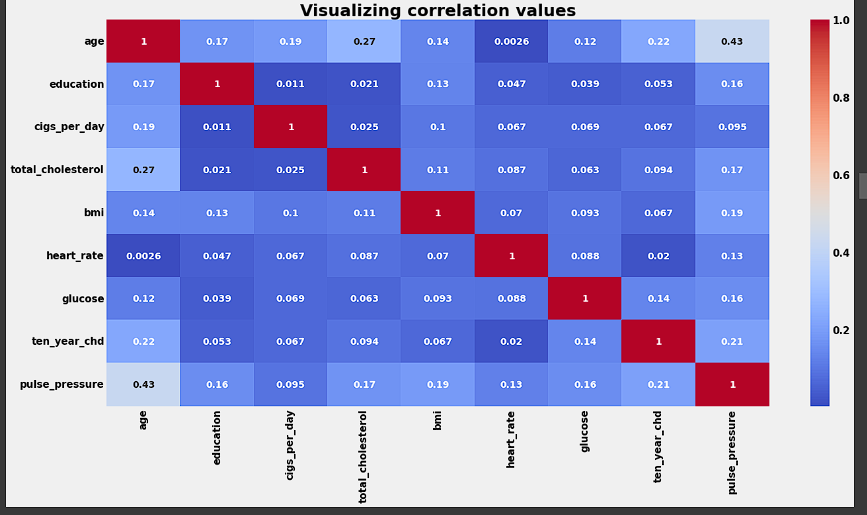 Visualizing correlation values
age 1 0.17 0.19 0.27 0.14 0.0026 0.12 0.22 0.43
education 0.17 1 0.011 0.021 0.13 0.047 0.039 0.053 0.16
cigs_per_day 0.19 0.011 1 0.025 0.1 0.067 0.069 0.067 0.095
total_cholesterol 0.27 0.021 0.025 1 0.11 0.087 0.063 0.094 0.17
bmi 0.14 0.13 0.1 0.11 1 0.07 0.093 0.067 0.19
heart_rate 0.0026 0.047 0.067 0.087 0.07 1 0.088 0.02 0.13
glucose 0.12 0.039 0.069 0.063 0.093 0.088 1 0.14 0.16
ten_year_chd 0.22 0.053 0.067 0.094 0.067 0.02 0.14 1 0.21
pulse_pressure 0.43 0.16 0.095 0.17 0.19 0.13 0.16 0.21 1
age
education
cigs_per_day
total_cholesterol
bmi
heart_rate
glucose
ten_year_chd
pulse_pressure
1.0
0.8
0.6
0.4
0.2